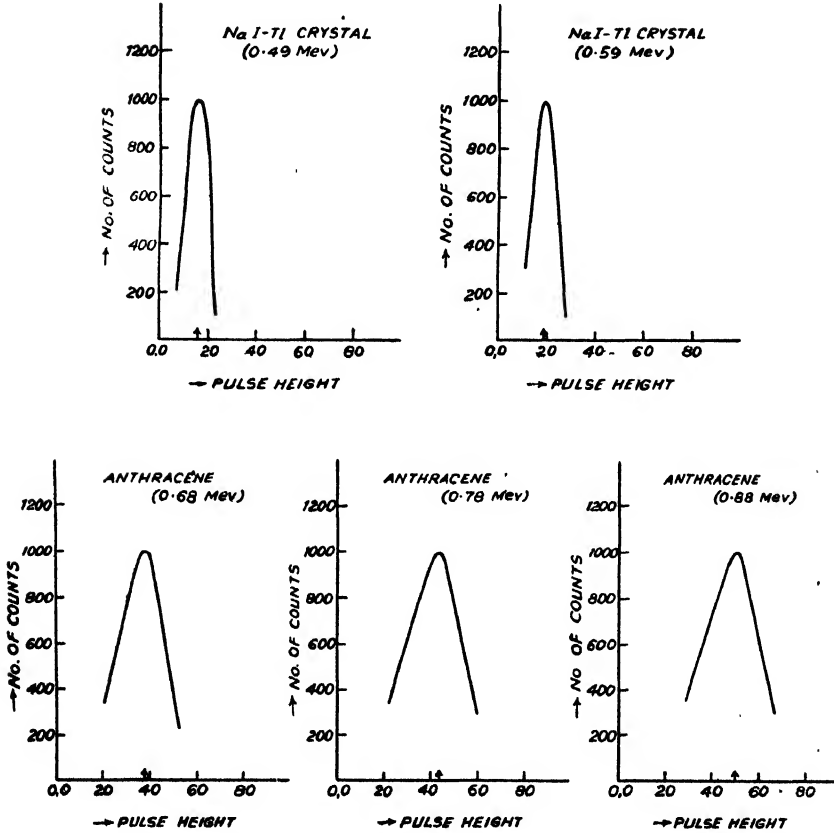 Na I-Tl CRYSTAL
(0.49 Mev)
1200
1000
800
600
400
200
→ No. OF COUNTS
0,0 20 40 60 80
→ PULSE HEIGHT
Na I-Tl CRYSTAL
(0.59 Mev)
1200
1000
800
600
400
200
→ No. OF COUNTS
0,0 20 40 60 80
→ PULSE HEIGHT
ANTHRACENE
(0.68 Mev)
1200
1000
800
600
400
200
→ No. OF COUNTS
0,0 20 40 60 80
→ PULSE HEIGHT
ANTHRACENE
(0.78 Mev)
1200
1000
800
600
400
200
→ No. OF COUNTS
0,0 20 40 60 80
→ PULSE HEIGHT
ANTHRACENE
(0.88 Mev)
1200
1000
800
600
400
200
→ No OF COUNTS
0,0 20 40 60 80
→ PULSE HEIGHT